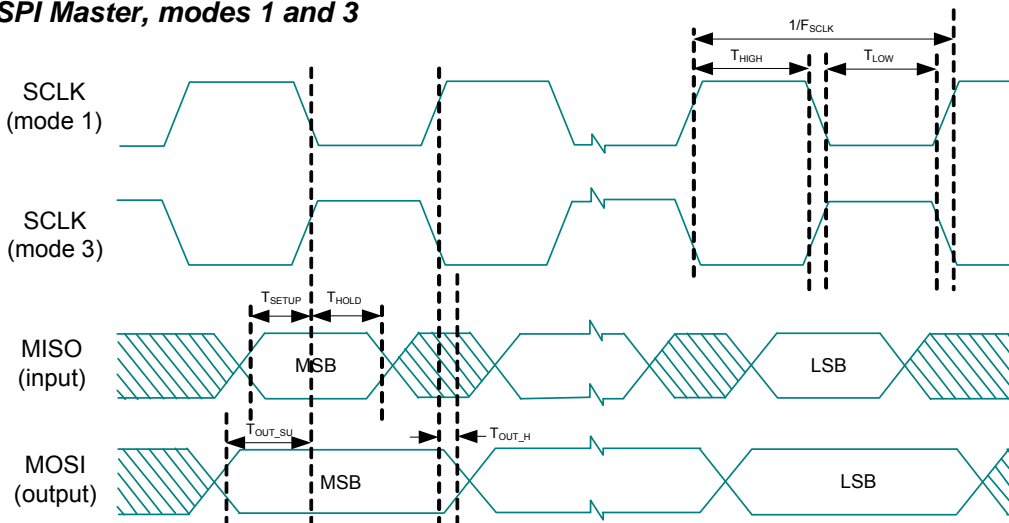 SPI Master, modes 1 and 3
1/FSCLK
THIGH
TLOW
SCLK
(mode 1)
SCLK
(mode 3)
TSETUP
THOLD
MISO
(input)
MSB
LSB
TOUT_SU
TOUT_H
MOSI
(output)
MSB
LSB